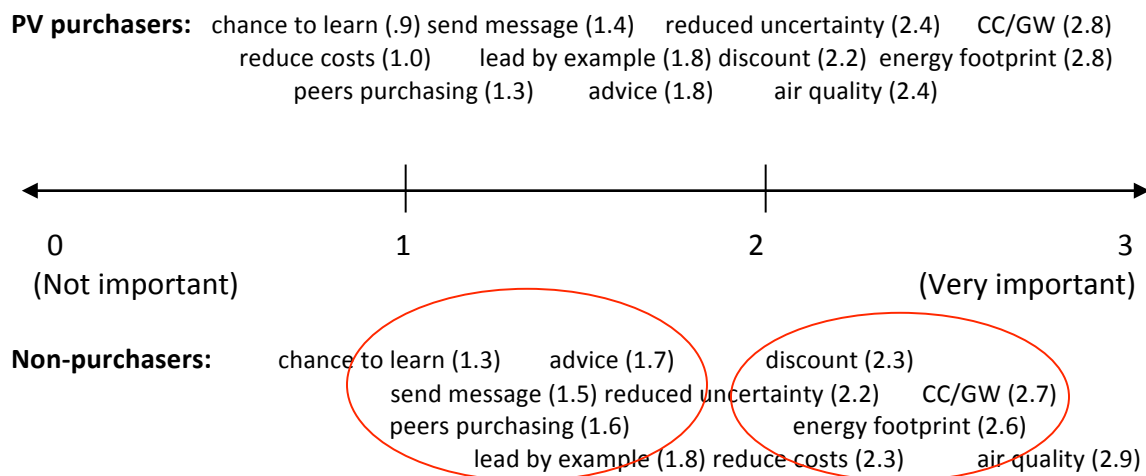 PV purchasers: chance to learn (.9) send message (1.4) reduced uncertainty (2.4) CC/GW (2.8)
reduce costs (1.0) lead by example (1.8) discount (2.2) energy footprint (2.8)
peers purchasing (1.3) advice (1.8) air quality (2.4)
0 1 2 3
(Not important) (Very important)
Non-purchasers: chance to learn (1.3) advice (1.7) discount (2.3)
send message (1.5) reduced uncertainty (2.2) CC/GW (2.7)
peers purchasing (1.6) energy footprint (2.6)
lead by example (1.8) reduce costs (2.3) air quality (2.9)